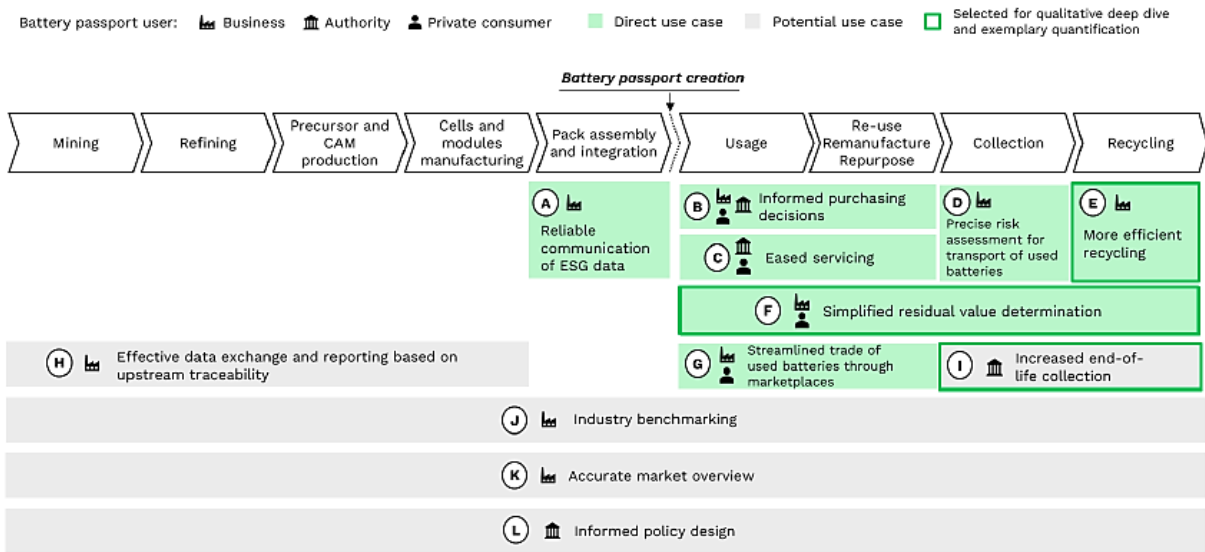 Battery passport user: Business Authority Private consumer Direct use case Potential use case Selected for qualitative deep dive
and exemplary quantification
Battery passport creation
Mining
Refining
Precursor and
CAM
production
Cells and
modules
manufacturing
Pack assembly
and integration
Usage
Re-use
Remanufacture
Repurpose
Collection
Recycling
A
Reliable
communication
of ESG data
B
Informed purchasing
decisions
C
Eased servicing
D
Precise risk
assessment for
transport of used
batteries
E
More efficient
recycling
F
Simplified residual value determination
H
Effective data exchange and reporting based on
upstream traceability
G
Streamlined trade of
used batteries through
marketplaces
I
Increased end-of-
life collection
J
Industry benchmarking
K
Accurate market overview
L
Informed policy design